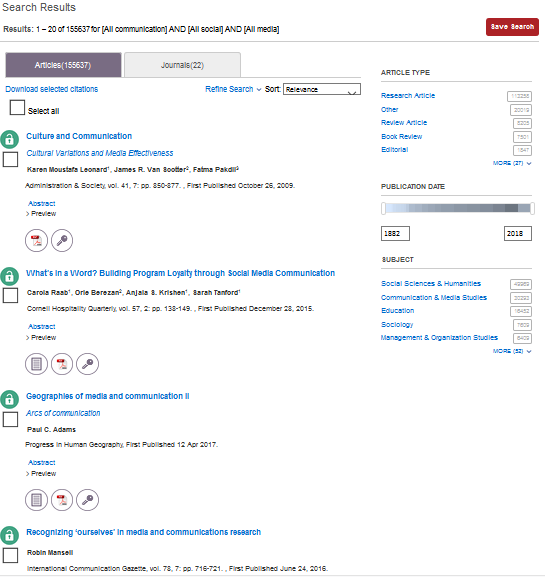 Search Results
Results: 1 – 20 of 155637 for [All communication] AND [All social] AND [All media]
Save Search
Articles(155637)
Journals(22)
Download selected citations
Refine Search
Sort:
Relevance
Select all
Culture and Communication
Cultural Variations and Media Effectiveness
Karen Moustafa Leonard¹, James R. Van Scotter², Fatma Pakdil³
Administration & Society, vol. 41, 7: pp. 850-877. , First Published October 26, 2009.
Abstract
> Preview
What's in a Word? Building Program Loyalty through Social Media Communication
Carola Raab¹, Orie Berezan², Anjala S. Krishen¹, Sarah Tanford¹
Cornell Hospitality Quarterly, vol. 57, 2: pp. 138-149. , First Published December 28, 2015.
Abstract
> Preview
Geographies of media and communication II
Arcs of communication
Paul C. Adams
Progress in Human Geography, First Published 12 Apr 2017.
Abstract
> Preview
Recognizing 'ourselves' in media and communications research
Robin Mansell
International Communication Gazette, vol. 78, 7: pp. 716-721. , First Published June 24, 2016.
ARTICLE TYPE
Research Article
Other
Review Article
Book Review
Editorial
MORE (27)
PUBLICATION DATE
1882
2018
SUBJECT
Social Sciences & Humanities
Communication & Media Studies
Education
Sociology
Management & Organization Studies
MORE (52)